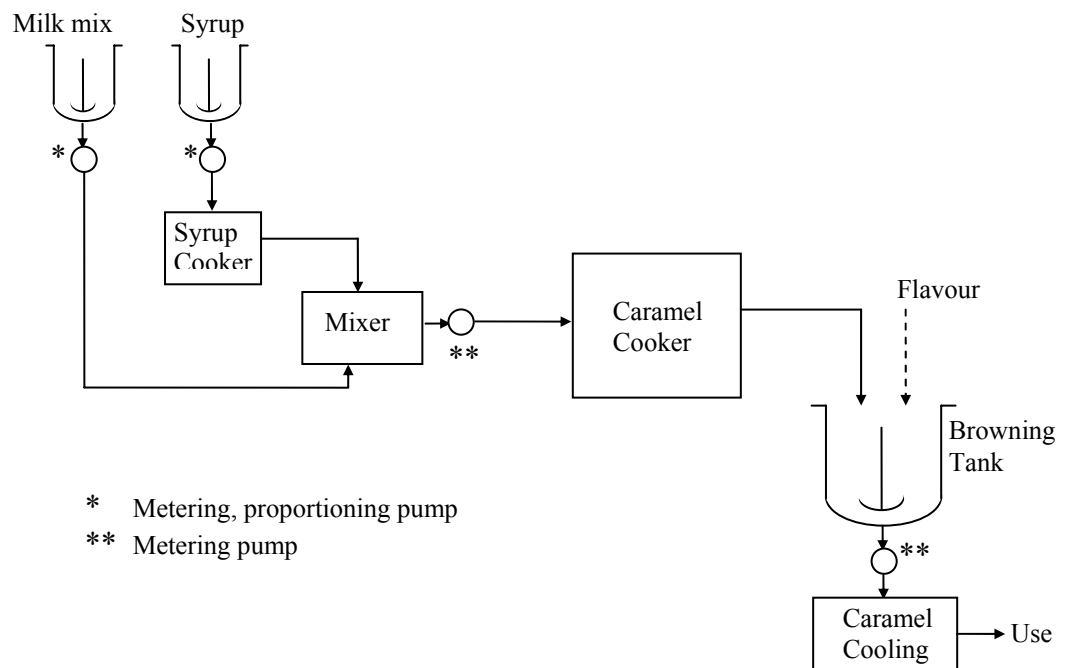 Milk mix
Syrup
*
*
Syrup
Cooker
Mixer
**
Caramel
Cooker
Flavour
Browning
Tank
* Metering, proportioning pump
** Metering pump
**
Caramel
Cooling
Use